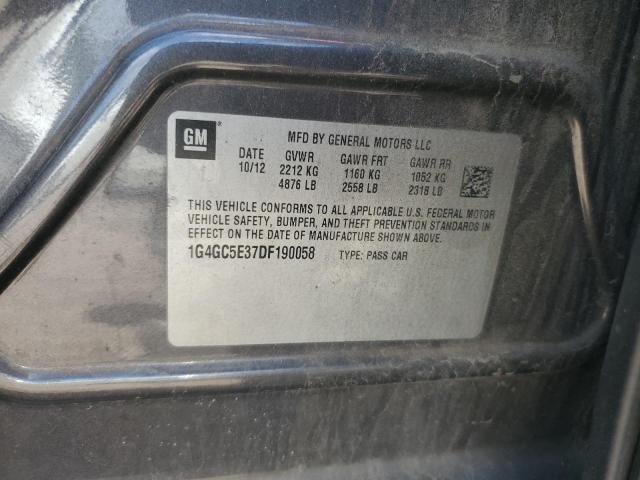 GM ® MFD BY GENERAL MOTORS LLC
DATE GVWR GAWR FRT GAWR RR
10/12 2212 KG 1160 KG 1052 KG
4876 LB 2558 LB 2318 LB
THIS VEHICLE CONFORMS TO ALL APPLICABLE U.S. FEDERAL MOTOR
VEHICLE SAFETY, BUMPER, AND THEFT PREVENTION STANDARDS IN
EFFECT ON THE DATE OF MANUFACTURE SHOWN ABOVE.
1G4GC5E37DF190058 TYPE: PASS CAR